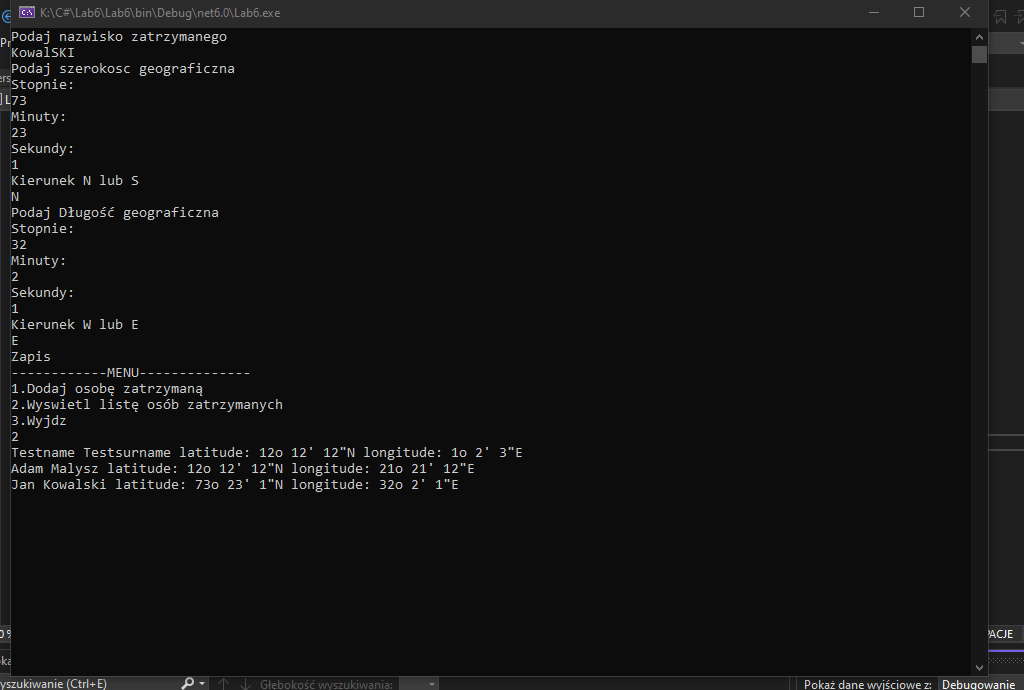 K:\C#\Lab6\Lab6\bin\Debug\net6.0\Lab6.exe
Podaj nazwisko zatrzymanego
KowalSKI
Podaj szerokosc geograficzna
Stopnie:
73
Minuty:
23
Sekundy:
1
Kierunek N lub S
N
Podaj Długość geograficzna
Stopnie:
32
Minuty:
2
Sekundy:
1
Kierunek W lub E
E
Zapis
------------MENU--------------
1.Dodaj osobę zatrzymaną
2.Wyswietl listę osób zatrzymanych
3.Wyjdz
2
Testname Testsurname latitude: 12o 12' 12"N longitude: 1o 2' 3"E
Adam Malysz latitude: 12o 12' 12"N longitude: 21o 21' 12"E
Jan Kowalski latitude: 73o 23' 1"N longitude: 32o 2' 1"E
PACJE
yszukiwanie (Ctrl+E) Głębokość wyszukiwania: Pokaż dane wyjściowe z: Debugowanie